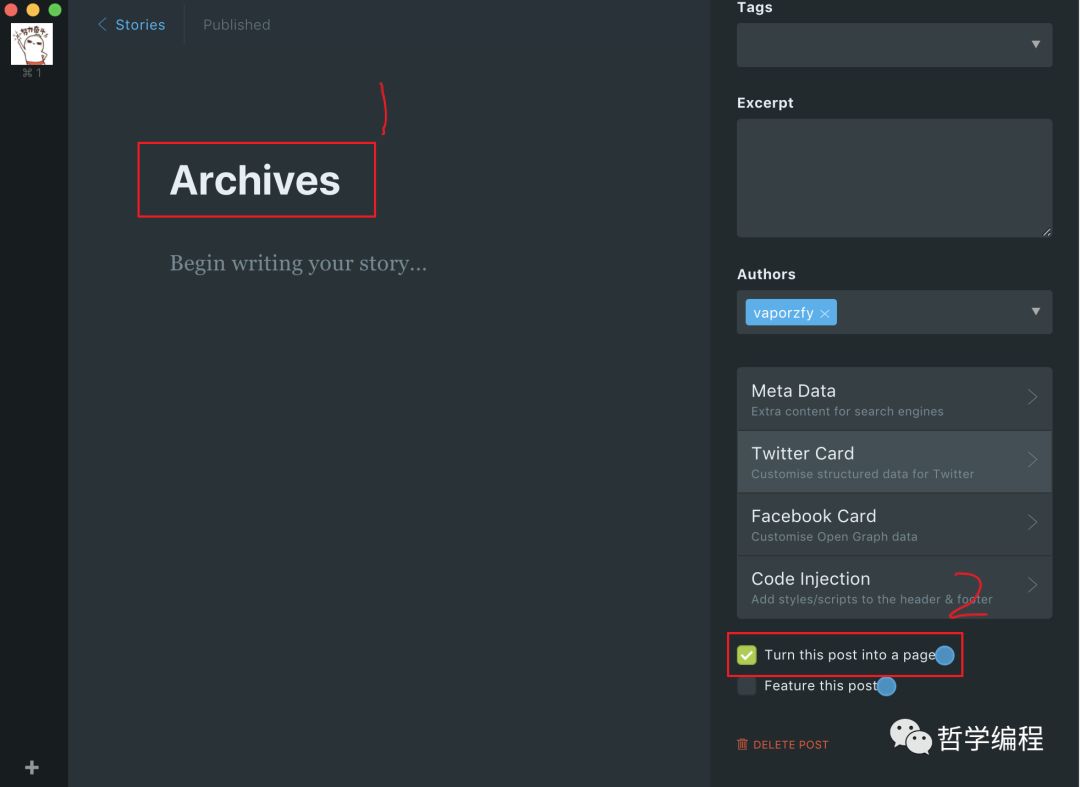 ⌘ 1
Stories
Published
1
Archives
Begin writing your story...
Tags
Excerpt
Authors
vaporzfy ×
Meta Data
Extra content for search engines
Twitter Card
Customise structured data for Twitter
Facebook Card
Customise Open Graph data
Code Injection
Add styles/scripts to the header & footer
2
Turn this post into a page
Feature this post
DELETE POST
哲学编程